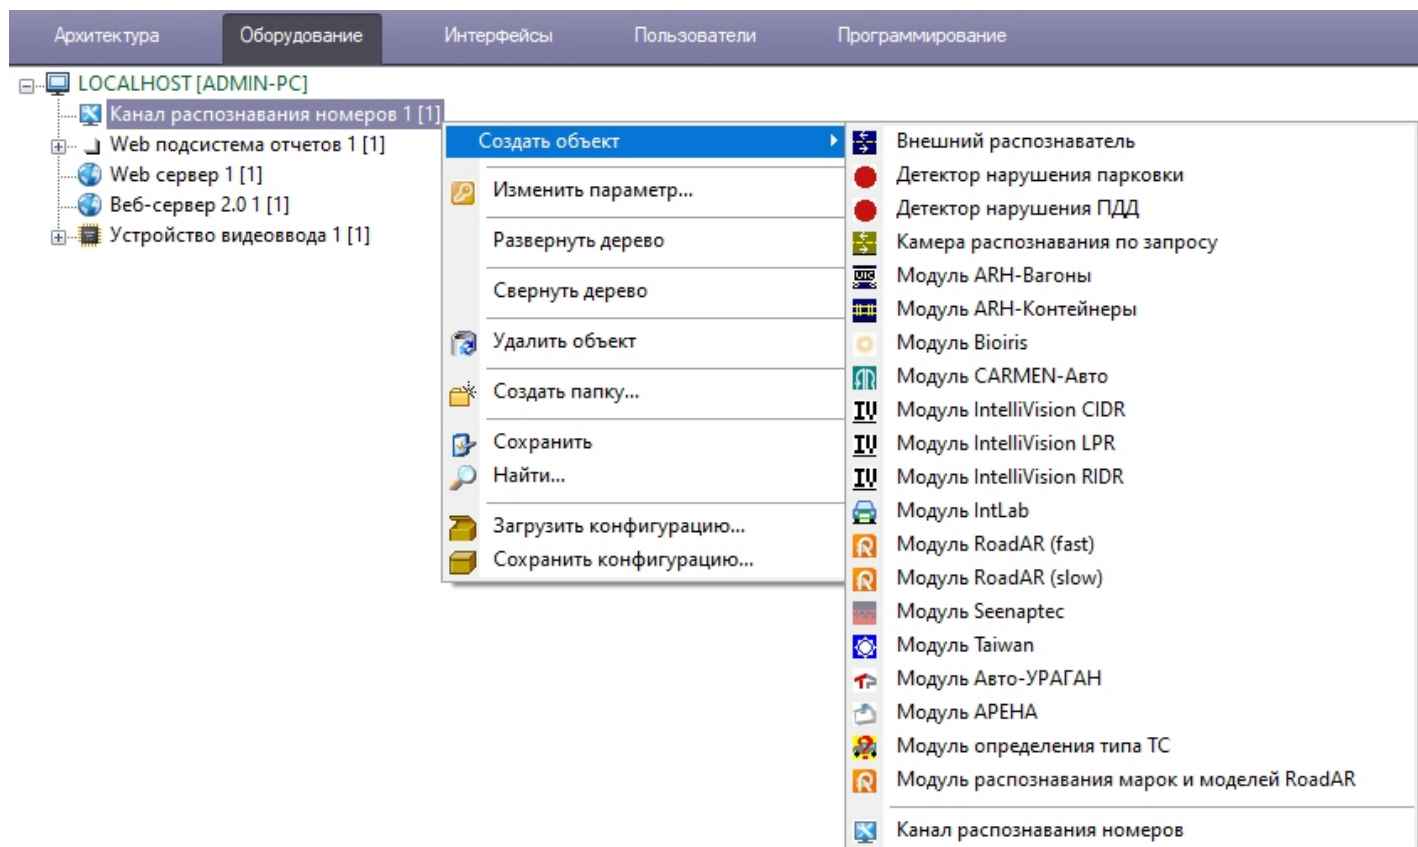 Архитектура Оборудование Интерфейсы Пользователи Программирование
LOCALHOST [ADMIN-PC]
Канал распознавания номеров 1 [1]
Web подсистема отчетов 1 [1]
Web сервер 1 [1]
Веб-сервер 2.0 1 [1]
Устройство видеоввода 1 [1]
Создать объект
Изменить параметр...
Развернуть дерево
Свернуть дерево
Удалить объект
Создать папку...
Сохранить
Найти...
Загрузить конфигурацию...
Сохранить конфигурацию...
Внешний распознаватель
Детектор нарушения парковки
Детектор нарушения ПДД
Камера распознавания по запросу
Модуль ARH-Вагоны
Модуль ARH-Контейнеры
Модуль Bioiris
Модуль CARMEN-Авто
Модуль IntelliVision CIDR
Модуль IntelliVision LPR
Модуль IntelliVision RIDR
Модуль IntLab
Модуль RoadAR (fast)
Модуль RoadAR (slow)
Модуль Seenaptec
Модуль Taiwan
Модуль Авто-УРАГАН
Модуль АРЕНА
Модуль определения типа ТС
Модуль распознавания марок и моделей RoadAR
Канал распознавания номеров